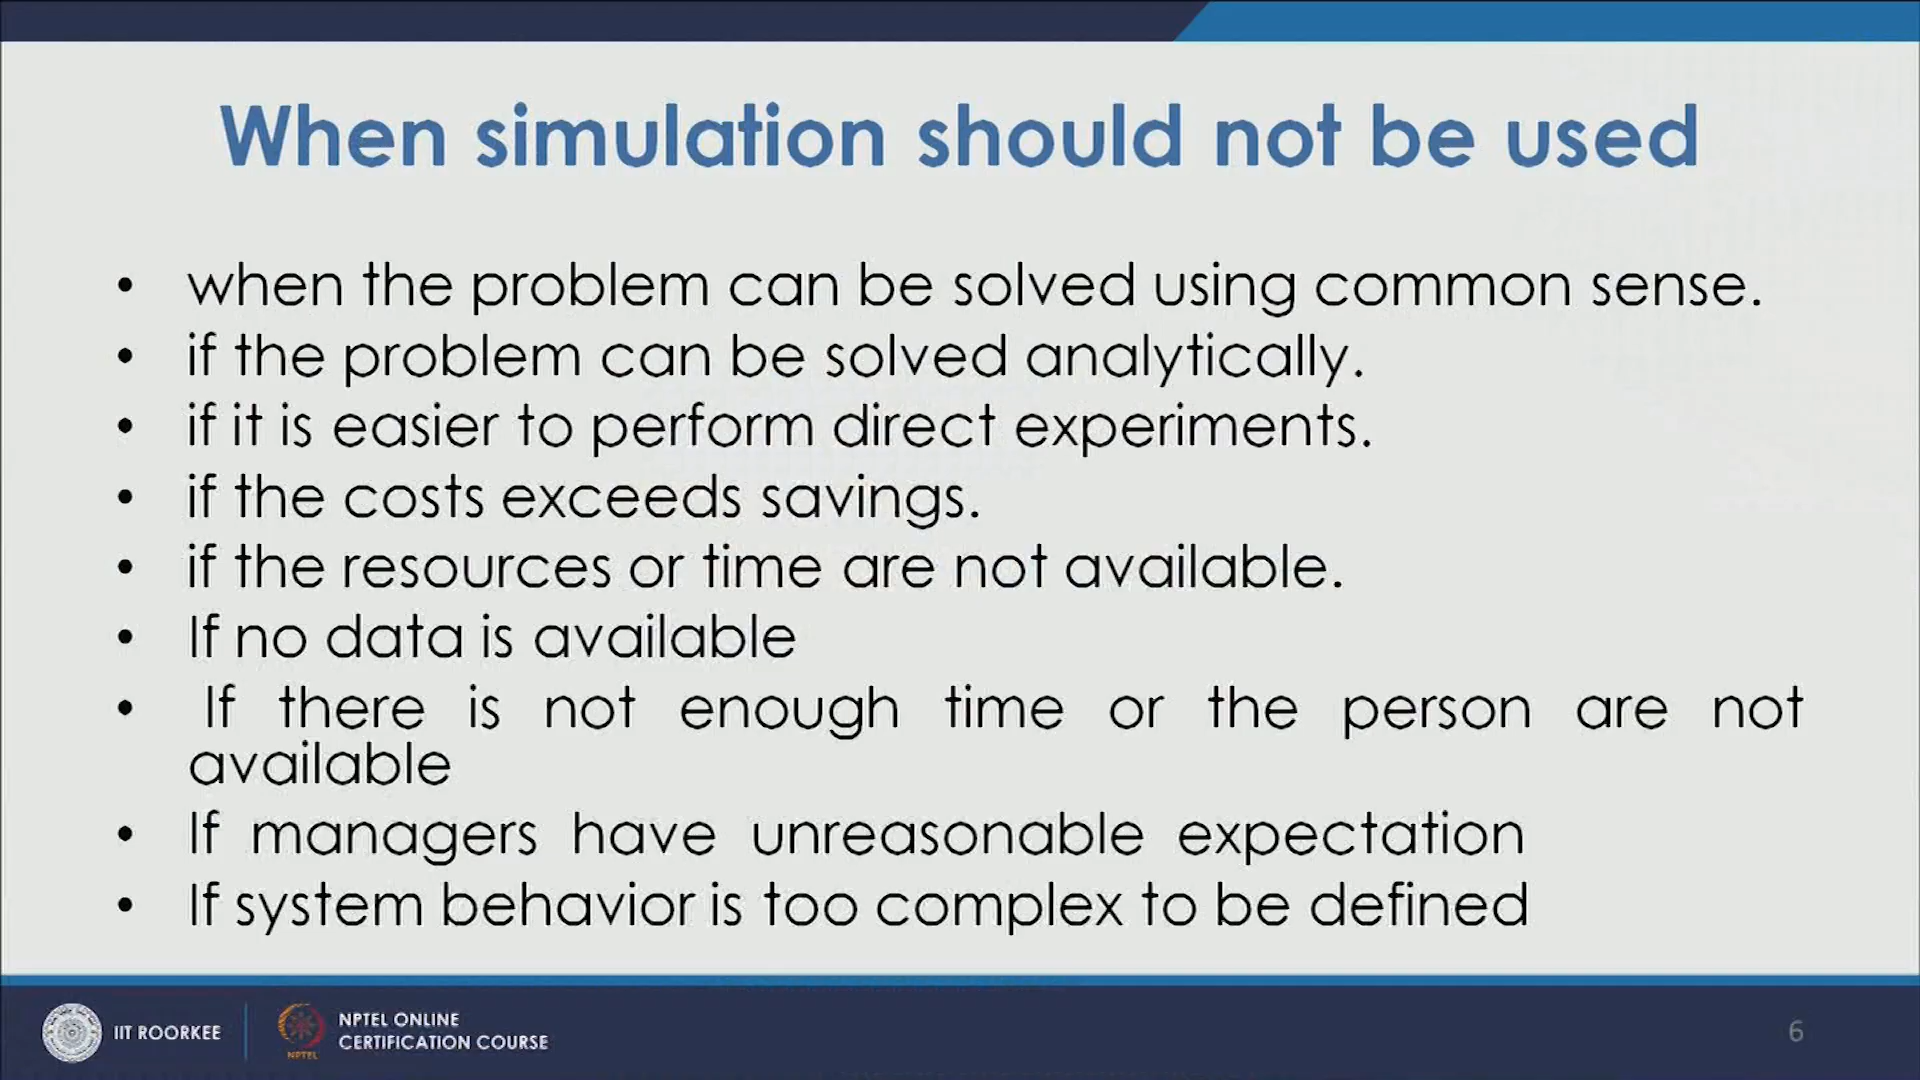 When simulation should not be used
• when the problem can be solved using common sense.
• if the problem can be solved analytically.
• if it is easier to perform direct experiments.
• if the costs exceeds savings.
• if the resources or time are not available.
• If no data is available
• If there is not enough time or the person are not
available
• If managers have unreasonable expectation
• If system behavior is too complex to be defined
IIT ROORKEE
NPTEL
NPTEL ONLINE
CERTIFICATION COURSE
6